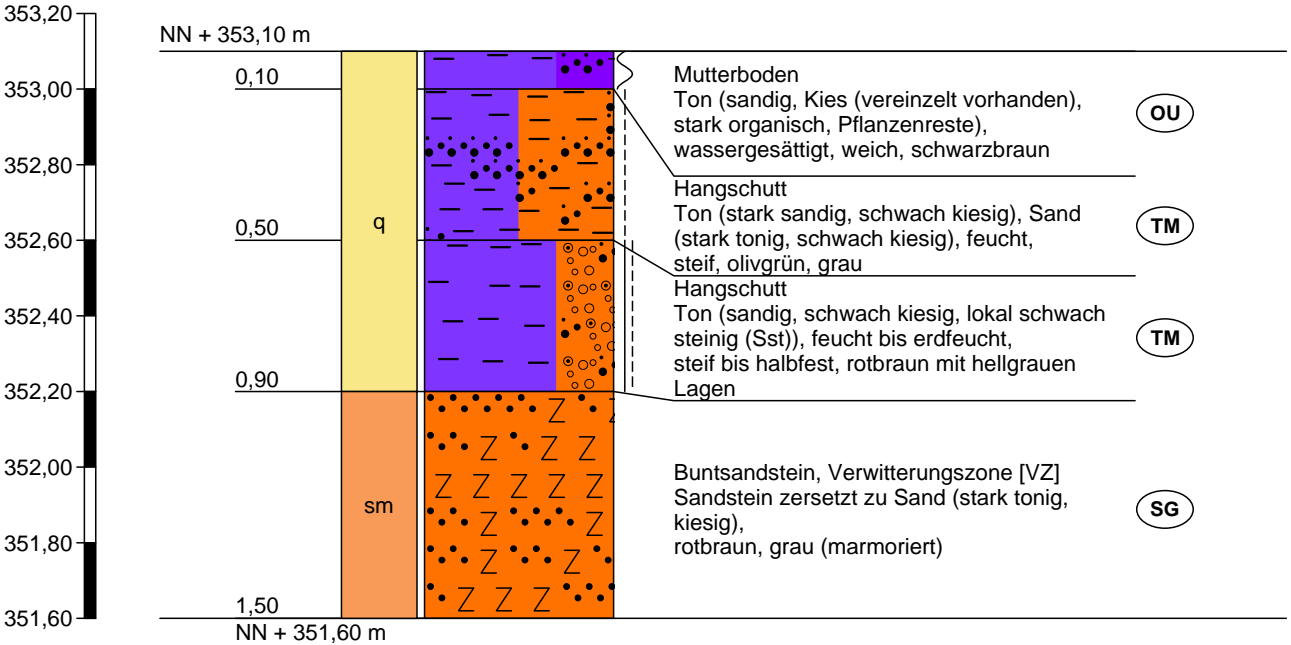 353,20
353,00
352,80
352,60
352,40
352,20
352,00
351,80
351,60
NN + 353,10 m
0,10
0,50
0,90
1,50
NN + 351,60 m
q
sm
Mutterboden
Ton (sandig, Kies (vereinzelt vorhanden),
stark organisch, Pflanzenreste),
wassergesättigt, weich, schwarzbraun
OU
Hangschutt
Ton (stark sandig, schwach kiesig), Sand
(stark tonig, schwach kiesig), feucht,
steif, olivgrün, grau
TM
Hangschutt
Ton (sandig, schwach kiesig, lokal schwach
steinig (Sst)), feucht bis erdfeucht,
steif bis halbfest, rotbraun mit hellgrauen
Lagen
TM
Buntsandstein, Verwitterungszone [VZ]
Sandstein zersetzt zu Sand (stark tonig,
kiesig),
rotbraun, grau (marmoriert)
SG